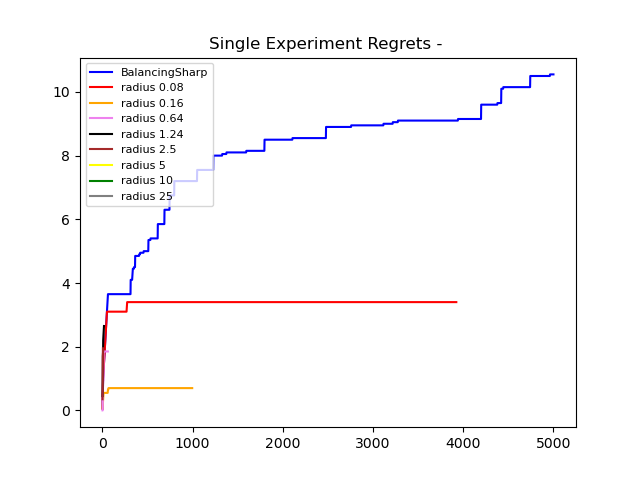 Single Experiment Regrets -
BalancingSharp
radius 0.08
radius 0.16
radius 0.64
radius 1.24
radius 2.5
radius 5
radius 10
radius 25
10
8
6
4
2
0
0 1000 2000 3000 4000 5000